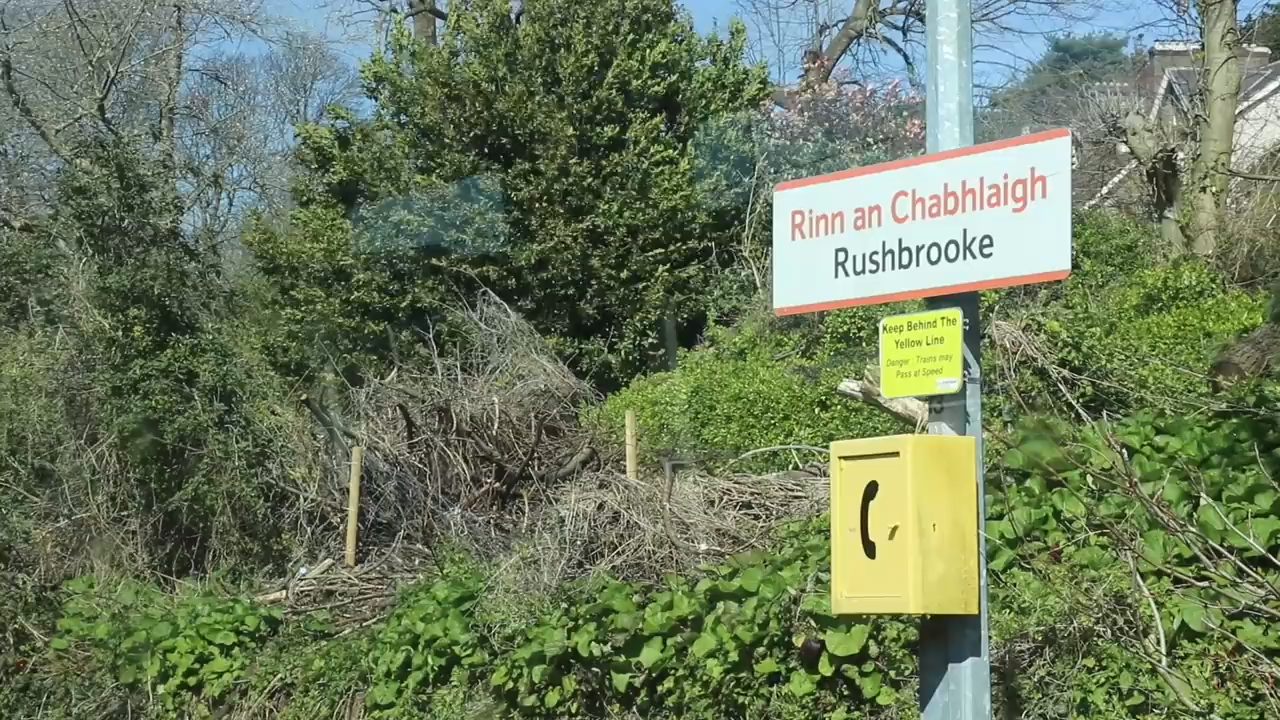 Rinn an Chabhlaigh
Rushbrooke
Keep Behind The
Yellow Line
Danger : Trains may
Pass at Speed